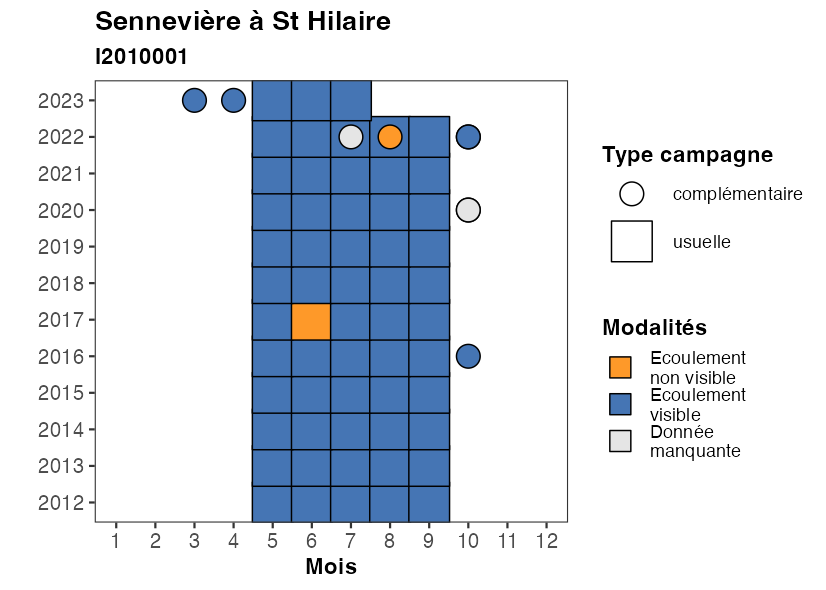 Sennevière à St Hilaire
I2010001
2023
2022
2021
2020
2019
2018
2017
2016
2015
2014
2013
2012
1 2 3 4 5 6 7 8 9 10 11 12
Mois
Type campagne
complémentaire
usuelle
Modalités
Ecoulement
non visible
Ecoulement
visible
Donnée
manquante